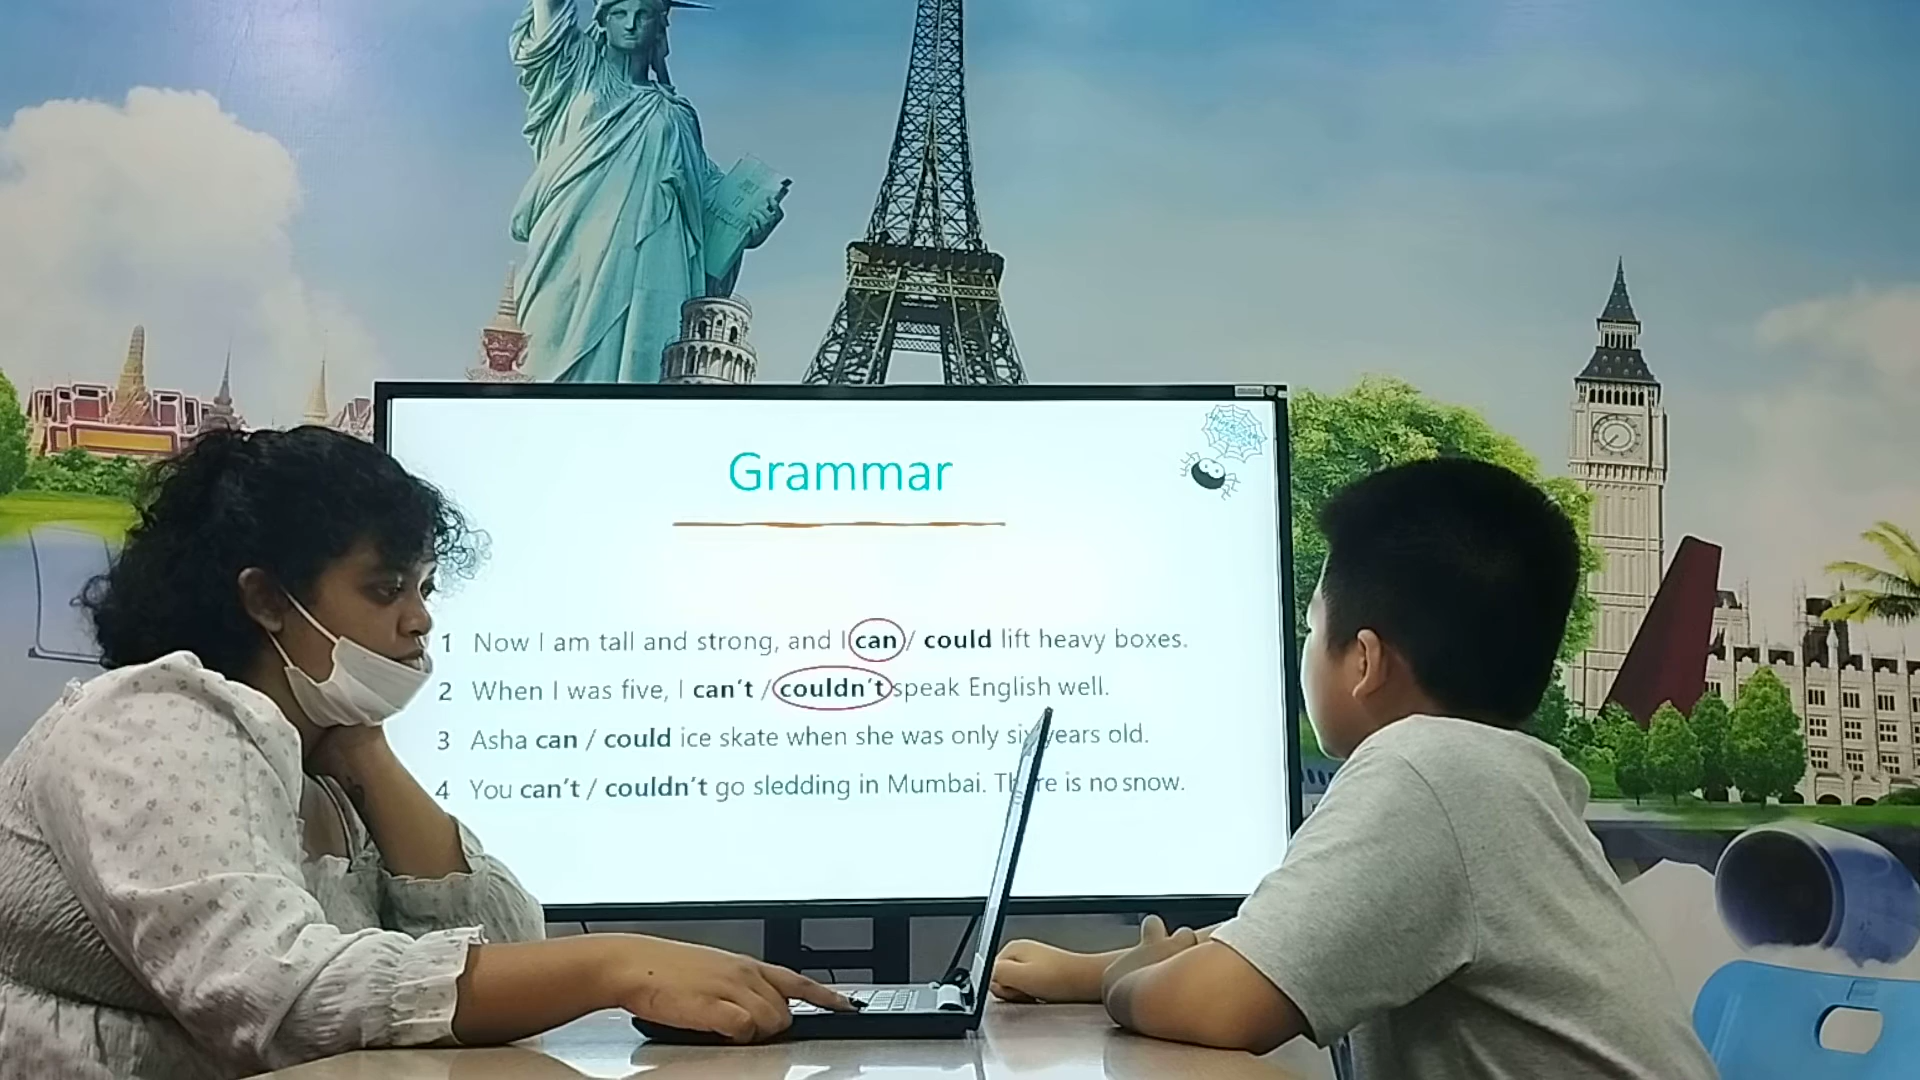 Grammar
1 Now I am tall and strong, and I can / could lift heavy boxes.
2 When I was five, I can't / couldn't speak English well.
3 Asha can / could ice skate when she was only six years old.
4 You can't / couldn't go sledding in Mumbai. There is no snow.